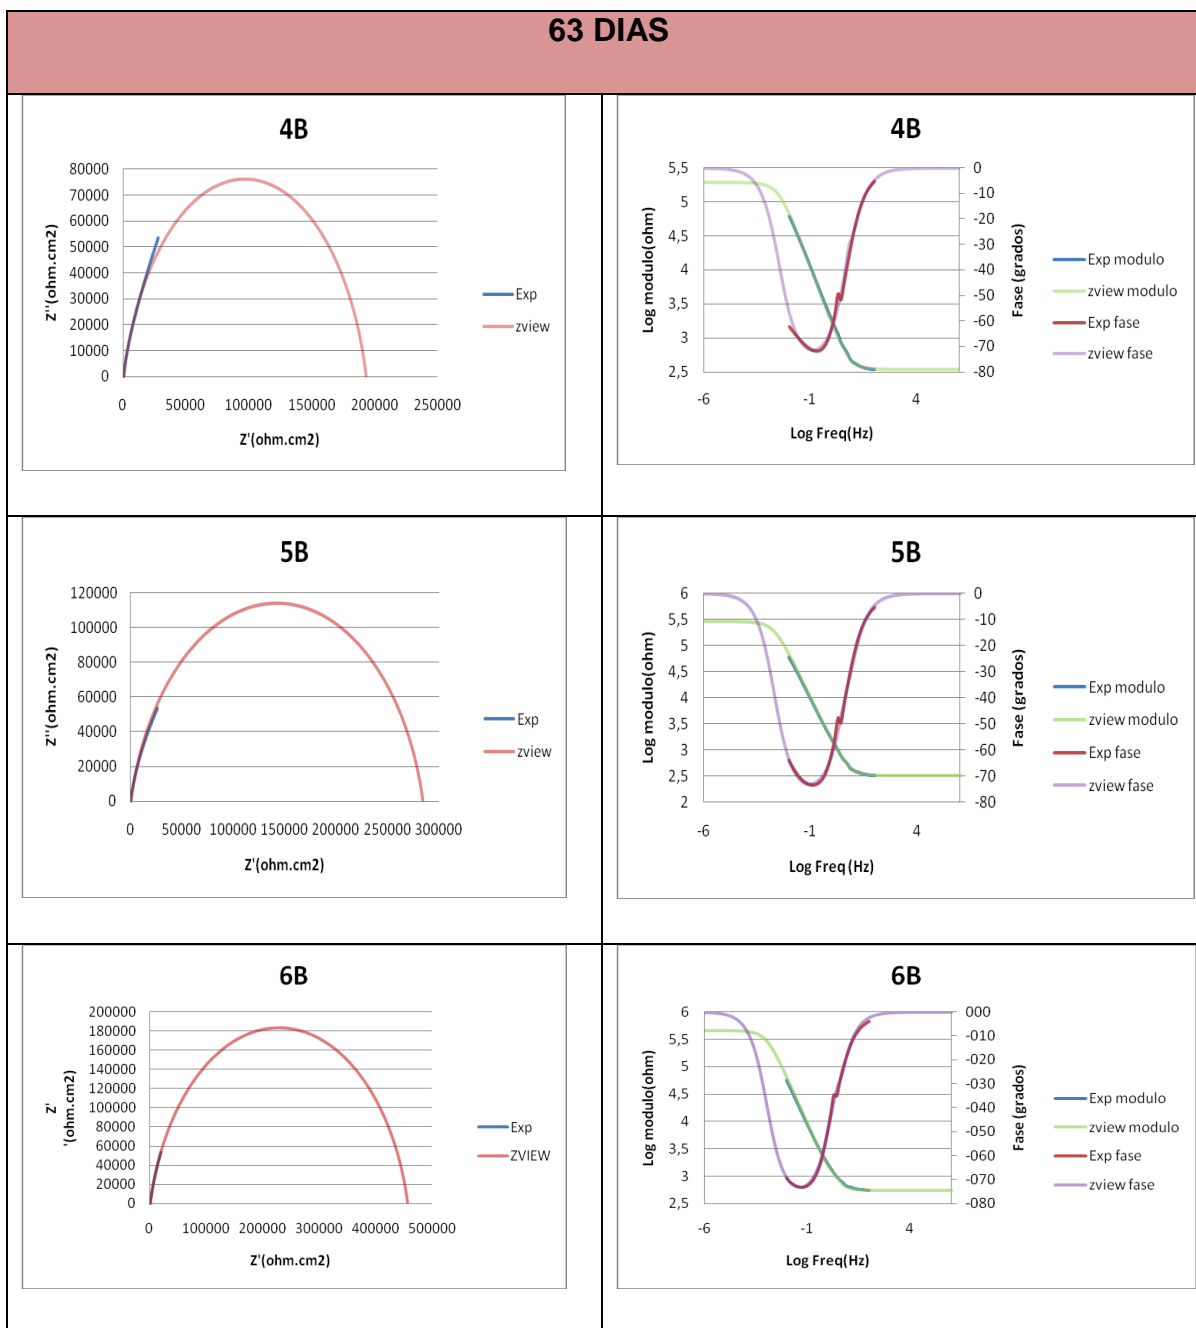 63 DIAS
4B
80000
70000
60000
50000
40000
30000
20000
10000
0
Z''(ohm.cm2)
0 50000 100000 150000 200000 250000
Z'(ohm.cm2)
Exp
zview
4B
5,5
5
4,5
4
3,5
3
2,5
Log modulo(ohm)
0
-10
-20
-30
-40
-50
-60
-70
-80
Fase (grados)
-6 -1 4
Log Freq(Hz)
Exp modulo
zview modulo
Exp fase
zview fase
5B
120000
100000
80000
60000
40000
20000
0
Z''(ohm.cm2)
0 50000 100000 150000 200000 250000 300000
Z'(ohm.cm2)
Exp
zview
5B
6
5,5
5
4,5
4
3,5
3
2,5
2
Log modulo(ohm)
0
-10
-20
-30
-40
-50
-60
-70
-80
Fase (grados)
-6 -1 4
Log Freq (Hz)
Exp modulo
zview modulo
Exp fase
zview fase
6B
200000
180000
160000
140000
120000
100000
80000
60000
40000
20000
0
Z'
'(ohm.cm2)
0 100000 200000 300000 400000 500000
Z'(ohm.cm2)
Exp
ZVIEW
6B
6
5,5
5
4,5
4
3,5
3
2,5
Log modulo(ohm)
000
-010
-020
-030
-040
-050
-060
-070
-080
Fase (grados)
-6 -1 4
Log Freq(Hz)
Exp modulo
zview modulo
Exp fase
zview fase